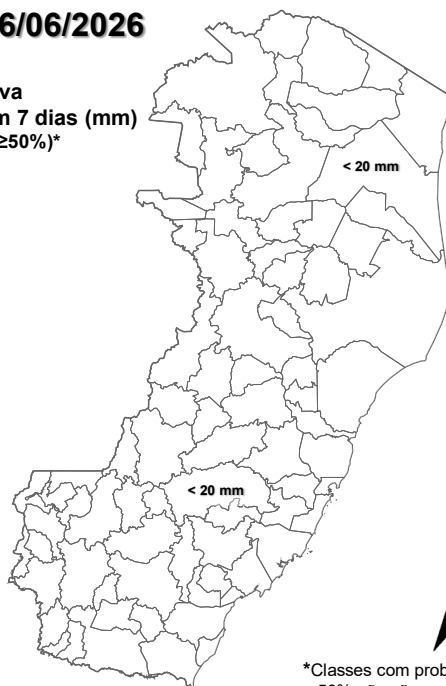 6/06/2026
va
m 7 dias (mm)
≥50%)*
< 20 mm
< 20 mm
*Classes com prob